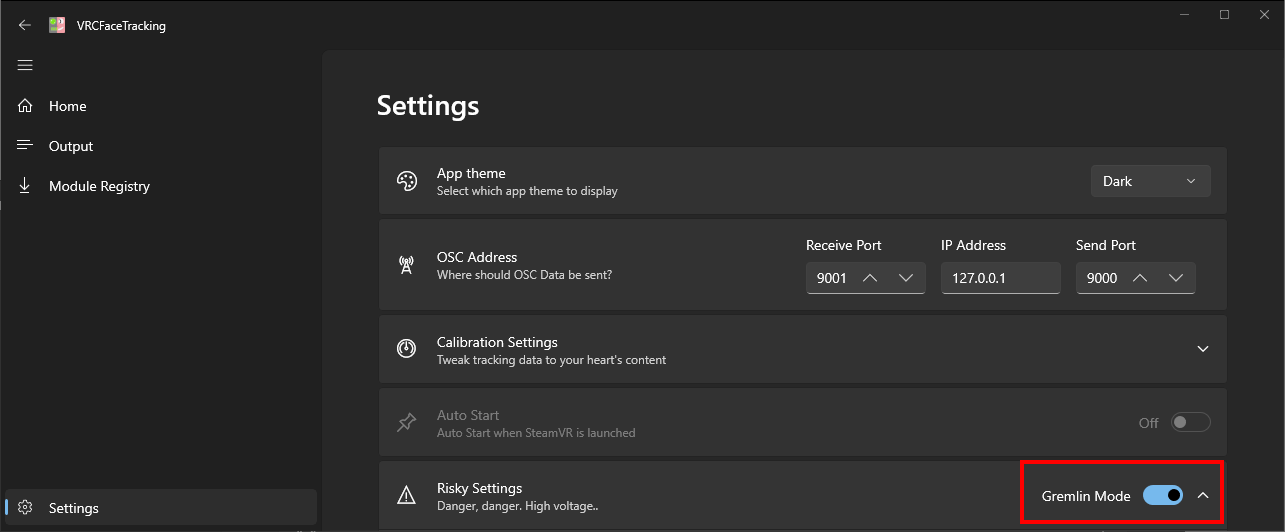 VRCFaceTracking
Home
Output
Module Registry
Settings
Settings
App theme
Select which app theme to display
Dark
OSC Address
Where should OSC Data be sent?
Receive Port
9001
IP Address
127.0.0.1
Send Port
9000
Calibration Settings
Tweak tracking data to your heart's content
Auto Start
Auto Start when SteamVR is launched
Off
Risky Settings
Danger, danger. High voltage..
Gremlin Mode